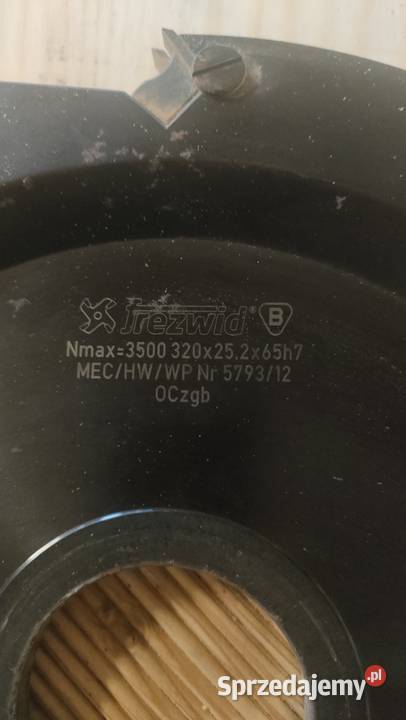 frezwid® B
Nmax=3500 320x25.2x65h7
MEC/HW/WP Nr 5793/12
OCzgb
Sprzedajemy.pl